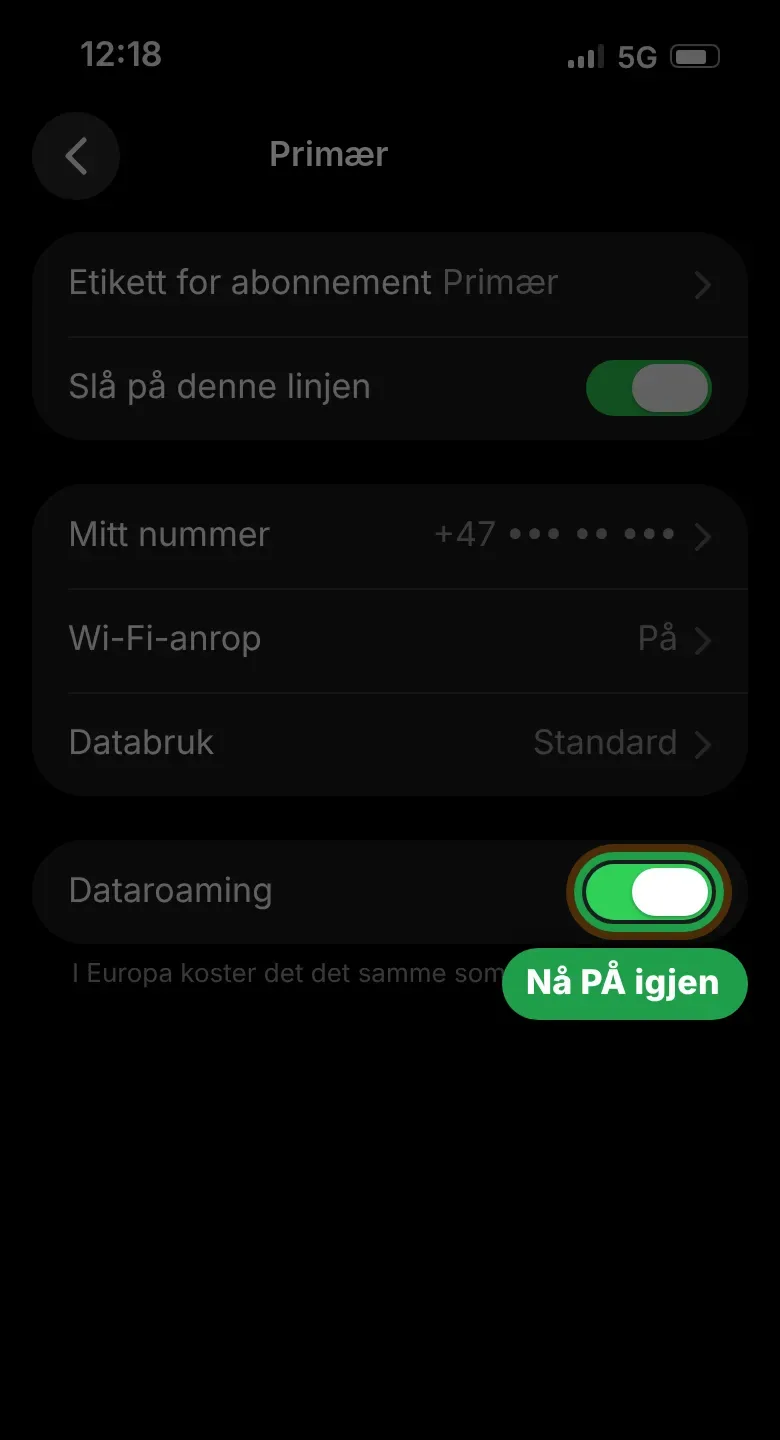 12:18 5G
Primær
Etikett for abonnement Primær
Slå på denne linjen
Mitt nummer +47 ••• •• •••
Wi-Fi-anrop På
Databruk Standard
Dataroaming
I Europa koster det det samme som
Nå PÅ igjen